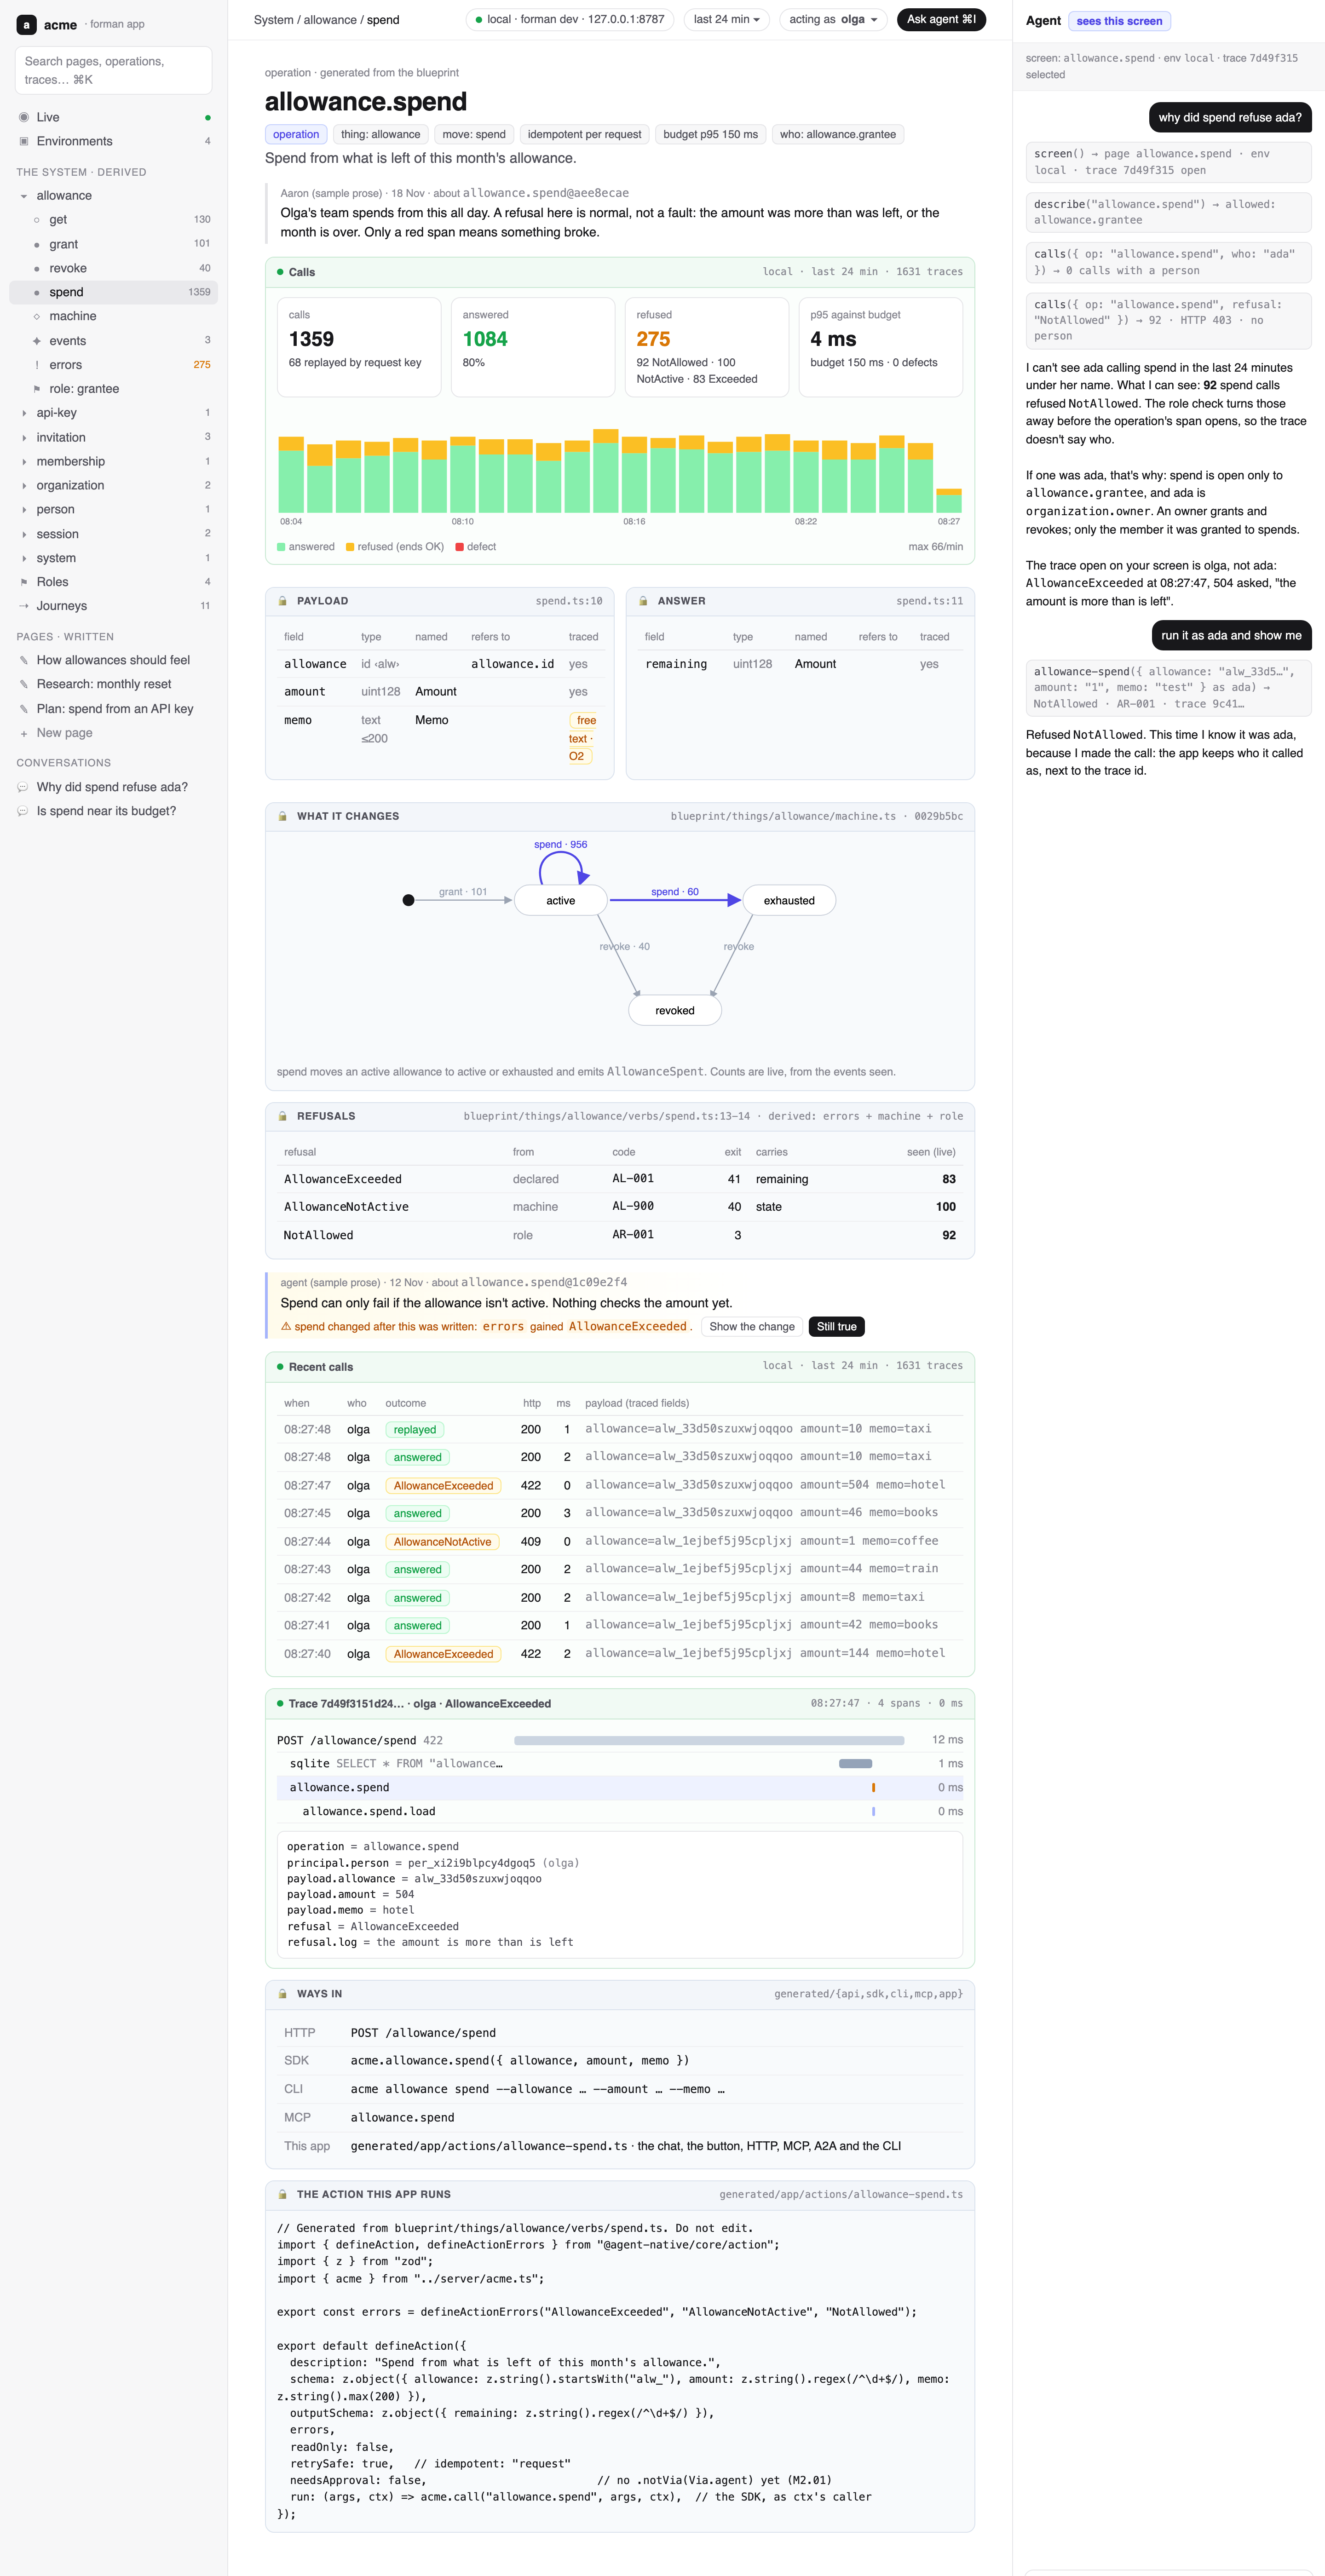 a acme · forman app
Search pages, operations,
traces… ⌘K
Live
Environments 4
THE SYSTEM · DERIVED
allowance
get 130
grant 101
revoke 40
spend 1359
machine
events 3
errors 275
role: grantee
api-key 1
invitation 3
membership 1
organization 2
person 1
session 2
system 1
Roles 4
Journeys 11
PAGES · WRITTEN
How allowances should feel
Research: monthly reset
Plan: spend from an API key
+ New page
CONVERSATIONS
Why did spend refuse ada?
Is spend near its budget?
System / allowance / spend
local · forman dev · 127.0.0.1:8787
last 24 min
acting as olga
Ask agent ⌘I
operation · generated from the blueprint
allowance.spend
operation
thing: allowance
move: spend
idempotent per request
budget p95 150 ms
who: allowance.grantee
Spend from what is left of this month's allowance.
Aaron (sample prose) · 18 Nov · about allowance.spend@aee8ecae
Olga's team spends from this all day. A refusal here is normal, not a fault: the amount was more than was left, or the
month is over. Only a red span means something broke.
Calls local · last 24 min · 1631 traces
calls
1359
68 replayed by request key
answered
1084
80%
refused
275
92 NotAllowed · 100
NotActive · 83 Exceeded
p95 against budget
4 ms
budget 150 ms · 0 defects
08:04 08:10 08:16 08:22 08:27
answered refused (ends OK) defect max 66/min
PAYLOAD spend.ts:10
field type named refers to traced
allowance id ‹alw› allowance.id yes
amount uint128 Amount yes
memo text Memo free
≤200 text ·
O2
ANSWER spend.ts:11
field type named refers to traced
remaining uint128 Amount yes
WHAT IT CHANGES blueprint/things/allowance/machine.ts · 0029b5bc
spend · 956
grant · 101
active
spend · 60
exhausted
revoke · 40
revoke
revoked
spend moves an active allowance to active or exhausted and emits AllowanceSpent. Counts are live, from the events seen.
REFUSALS blueprint/things/allowance/verbs/spend.ts:13–14 · derived: errors + machine + role
refusal from code exit carries seen (live)
AllowanceExceeded declared AL-001 41 remaining 83
AllowanceNotActive machine AL-900 40 state 100
NotAllowed role AR-001 3 92
agent (sample prose) · 12 Nov · about allowance.spend@1c09e2f4
Spend can only fail if the allowance isn't active. Nothing checks the amount yet.
⚠ spend changed after this was written: errors gained AllowanceExceeded. Show the change Still true
Recent calls local · last 24 min · 1631 traces
when who outcome http ms payload (traced fields)
08:27:48 olga replayed 200 1 allowance=alw_33d50szuxwjoqqoo amount=10 memo=taxi
08:27:48 olga answered 200 2 allowance=alw_33d50szuxwjoqqoo amount=10 memo=taxi
08:27:47 olga AllowanceExceeded 422 0 allowance=alw_33d50szuxwjoqqoo amount=504 memo=hotel
08:27:45 olga answered 200 3 allowance=alw_33d50szuxwjoqqoo amount=46 memo=books
08:27:44 olga AllowanceNotActive 409 0 allowance=alw_1ejbef5j95cpljxj amount=1 memo=coffee
08:27:43 olga answered 200 2 allowance=alw_1ejbef5j95cpljxj amount=44 memo=train
08:27:42 olga answered 200 2 allowance=alw_1ejbef5j95cpljxj amount=8 memo=taxi
08:27:41 olga answered 200 1 allowance=alw_1ejbef5j95cpljxj amount=42 memo=books
08:27:40 olga AllowanceExceeded 422 2 allowance=alw_1ejbef5j95cpljxj amount=144 memo=hotel
Trace 7d49f3151d24… · olga · AllowanceExceeded 08:27:47 · 4 spans · 0 ms
POST /allowance/spend 422 12 ms
sqlite SELECT * FROM "allowance… 1 ms
allowance.spend 0 ms
allowance.spend.load 0 ms
operation = allowance.spend
principal.person = per_xi2i9blpcy4dgoq5 (olga)
payload.allowance = alw_33d50szuxwjoqqoo
payload.amount = 504
payload.memo = hotel
refusal = AllowanceExceeded
refusal.log = the amount is more than is left
WAYS IN generated/{api,sdk,cli,mcp,app}
HTTP POST /allowance/spend
SDK acme.allowance.spend({ allowance, amount, memo })
CLI acme allowance spend --allowance … --amount … --memo …
MCP allowance.spend
This app generated/app/actions/allowance-spend.ts · the chat, the button, HTTP, MCP, A2A and the CLI
THE ACTION THIS APP RUNS generated/app/actions/allowance-spend.ts
// Generated from blueprint/things/allowance/verbs/spend.ts. Do not edit.
import { defineAction, defineActionErrors } from "@agent-native/core/action";
import { z } from "zod";
import { acme } from "../server/acme.ts";
export const errors = defineActionErrors("AllowanceExceeded", "AllowanceNotActive", "NotAllowed");
export default defineAction({
description: "Spend from what is left of this month's allowance.",
schema: z.object({ allowance: z.string().startsWith("alw_"), amount: z.string().regex(/^\d+$/), memo:
z.string().max(200) }),
outputSchema: z.object({ remaining: z.string().regex(/^\d+$/) }),
errors,
readOnly: false,
retrySafe: true, // idempotent: "request"
needsApproval: false, // no .notVia(Via.agent) yet (M2.01)
run: (args, ctx) => acme.call("allowance.spend", args, ctx), // the SDK, as ctx's caller
});
Agent sees this screen
screen: allowance.spend · env local · trace 7d49f315
selected
why did spend refuse ada?
screen() → page allowance.spend · env
local · trace 7d49f315 open
describe("allowance.spend") → allowed:
allowance.grantee
calls({ op: "allowance.spend", who: "ada"
}) → 0 calls with a person
calls({ op: "allowance.spend", refusal:
"NotAllowed" }) → 92 · HTTP 403 · no
person
I can't see ada calling spend in the last 24 minutes
under her name. What I can see: 92 spend calls
refused NotAllowed. The role check turns those
away before the operation's span opens, so the trace
doesn't say who.
If one was ada, that's why: spend is open only to
allowance.grantee, and ada is
organization.owner. An owner grants and
revokes; only the member it was granted to spends.
The trace open on your screen is olga, not ada:
AllowanceExceeded at 08:27:47, 504 asked, "the
amount is more than is left".
run it as ada and show me
allowance-spend({ allowance: "alw_33d5…",
amount: "1", memo: "test" } as ada) →
NotAllowed · AR-001 · trace 9c41…
Refused NotAllowed. This time I know it was ada,
because I made the call: the app keeps who it called
as, next to the trace id.